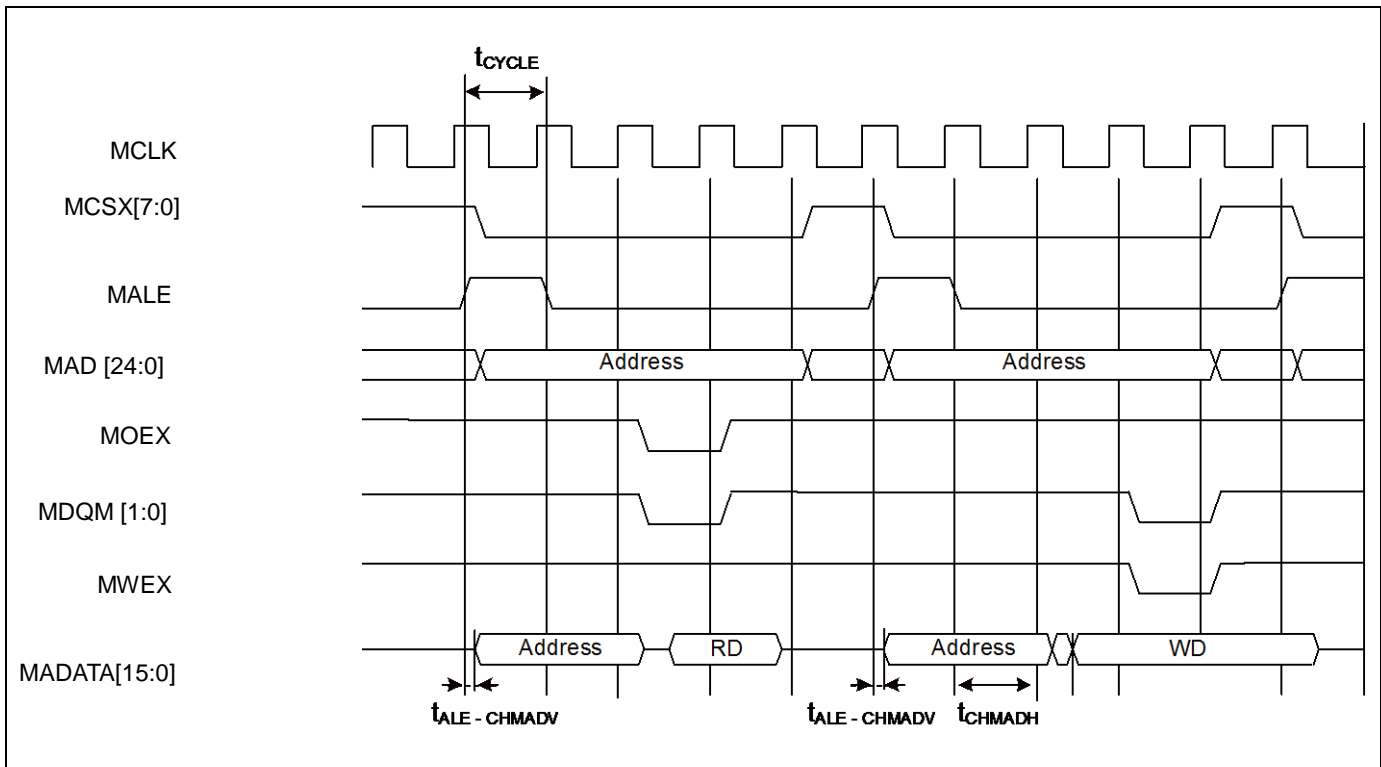 tCYCLE
MCLK
MCSX[7:0]
MALE
MAD [24:0]
Address
Address
MOEX
MDQM [1:0]
MWEX
MADATA[15:0]
Address
RD
Address
WD
tALE - CHMADV
tALE - CHMADV
tCHMADH